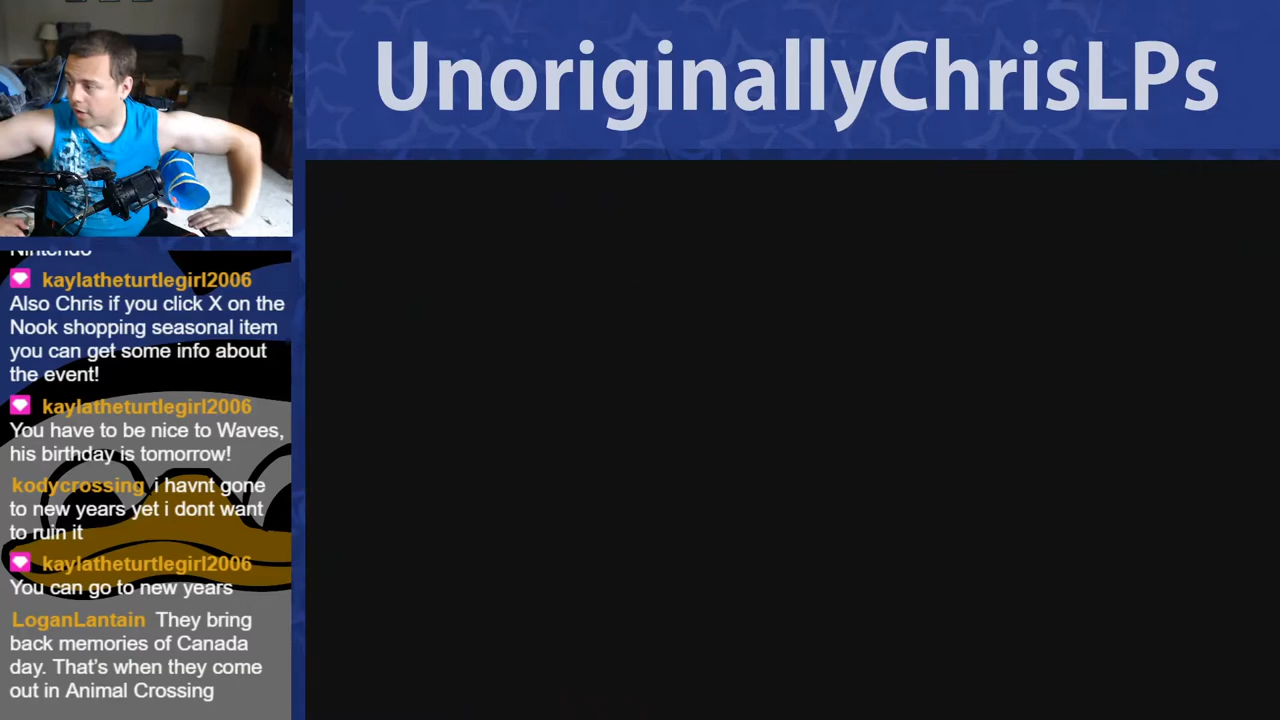 UnoriginallyChrisLPs
Nintendo
kaylatheturtlegirl2006
Also Chris if you click X on the
Nook shopping seasonal item
you can get some info about
the event!
kaylatheturtlegirl2006
You have to be nice to Waves,
his birthday is tomorrow!
kodycrossing i havnt gone
to new years yet i dont want
to ruin it
kaylatheturtlegirl2006
You can go to new years
LoganLantain They bring
back memories of Canada
day. That's when they come
out in Animal Crossing